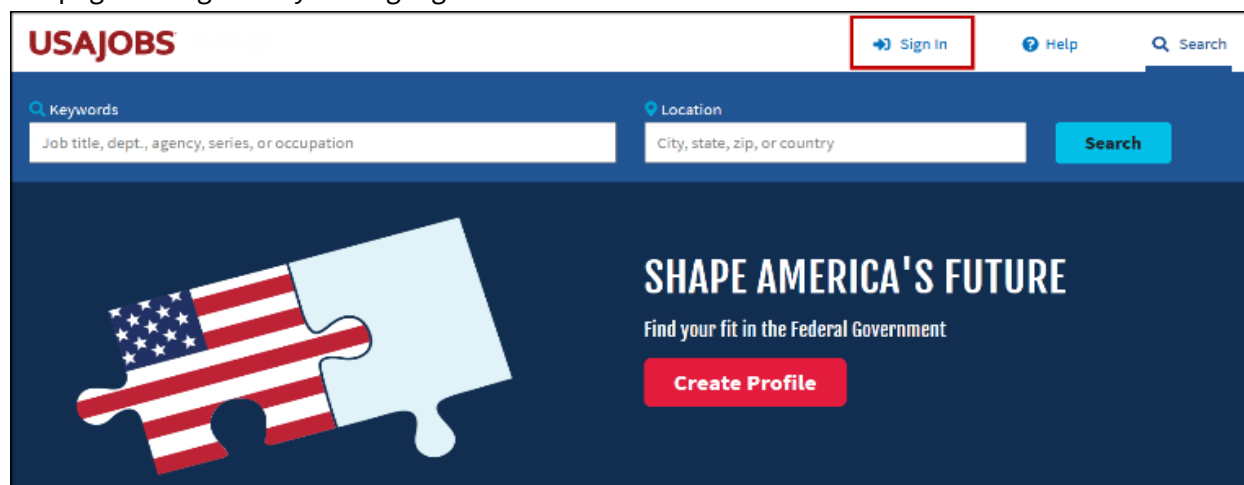 USAJOBS
Sign In
Help
Search
Keywords
Location
Job title, dept., agency, series, or occupation
City, state, zip, or country
Search
SHAPE AMERICA'S FUTURE
Find your fit in the Federal Government
Create Profile